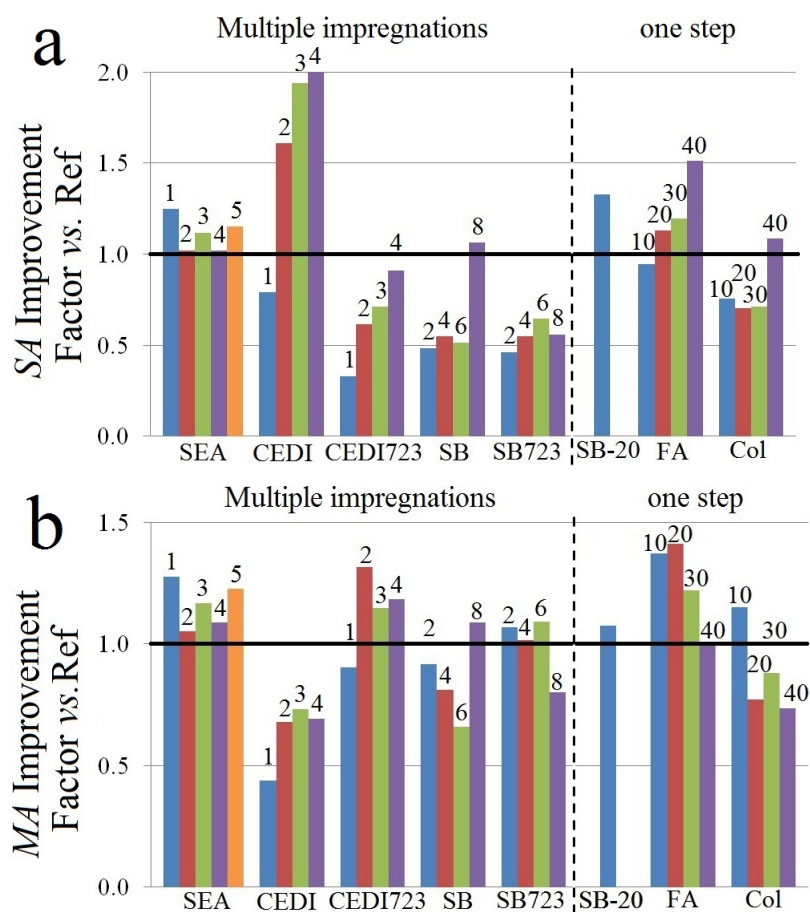 Multiple impregnations one step
a
SA Improvement
Factor vs. Ref
2.0
1.5
1.0
0.5
0.0
1 2 3 4 5
1 2 3 4
1 2 3 4
2 4 6 8
2 4 6 8
10 20 30 40
10 20 30 40
SEA CEDI CEDI723 SB SB723 SB-20 FA Col
Multiple impregnations one step
b
MA Improvement
Factor vs.Ref
1.5
1.0
0.5
0.0
1 2 3 4 5
1 2 3 4
1 2 3 4
2 4 6 8
2 4 6 8
10 20 30 40
10 20 30 40
SEA CEDI CEDI723 SB SB723 SB-20 FA Col